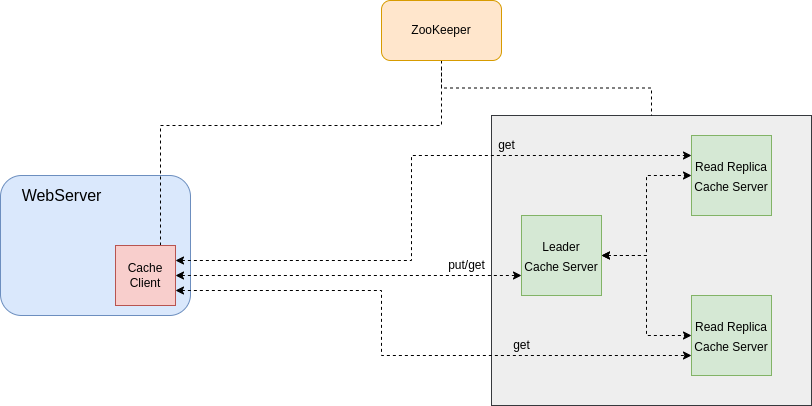 ZooKeeper
get
Read Replica
Cache Server
WebServer
Leader
Cache Server
Cache
Client
put/get
Read Replica
Cache Server
get